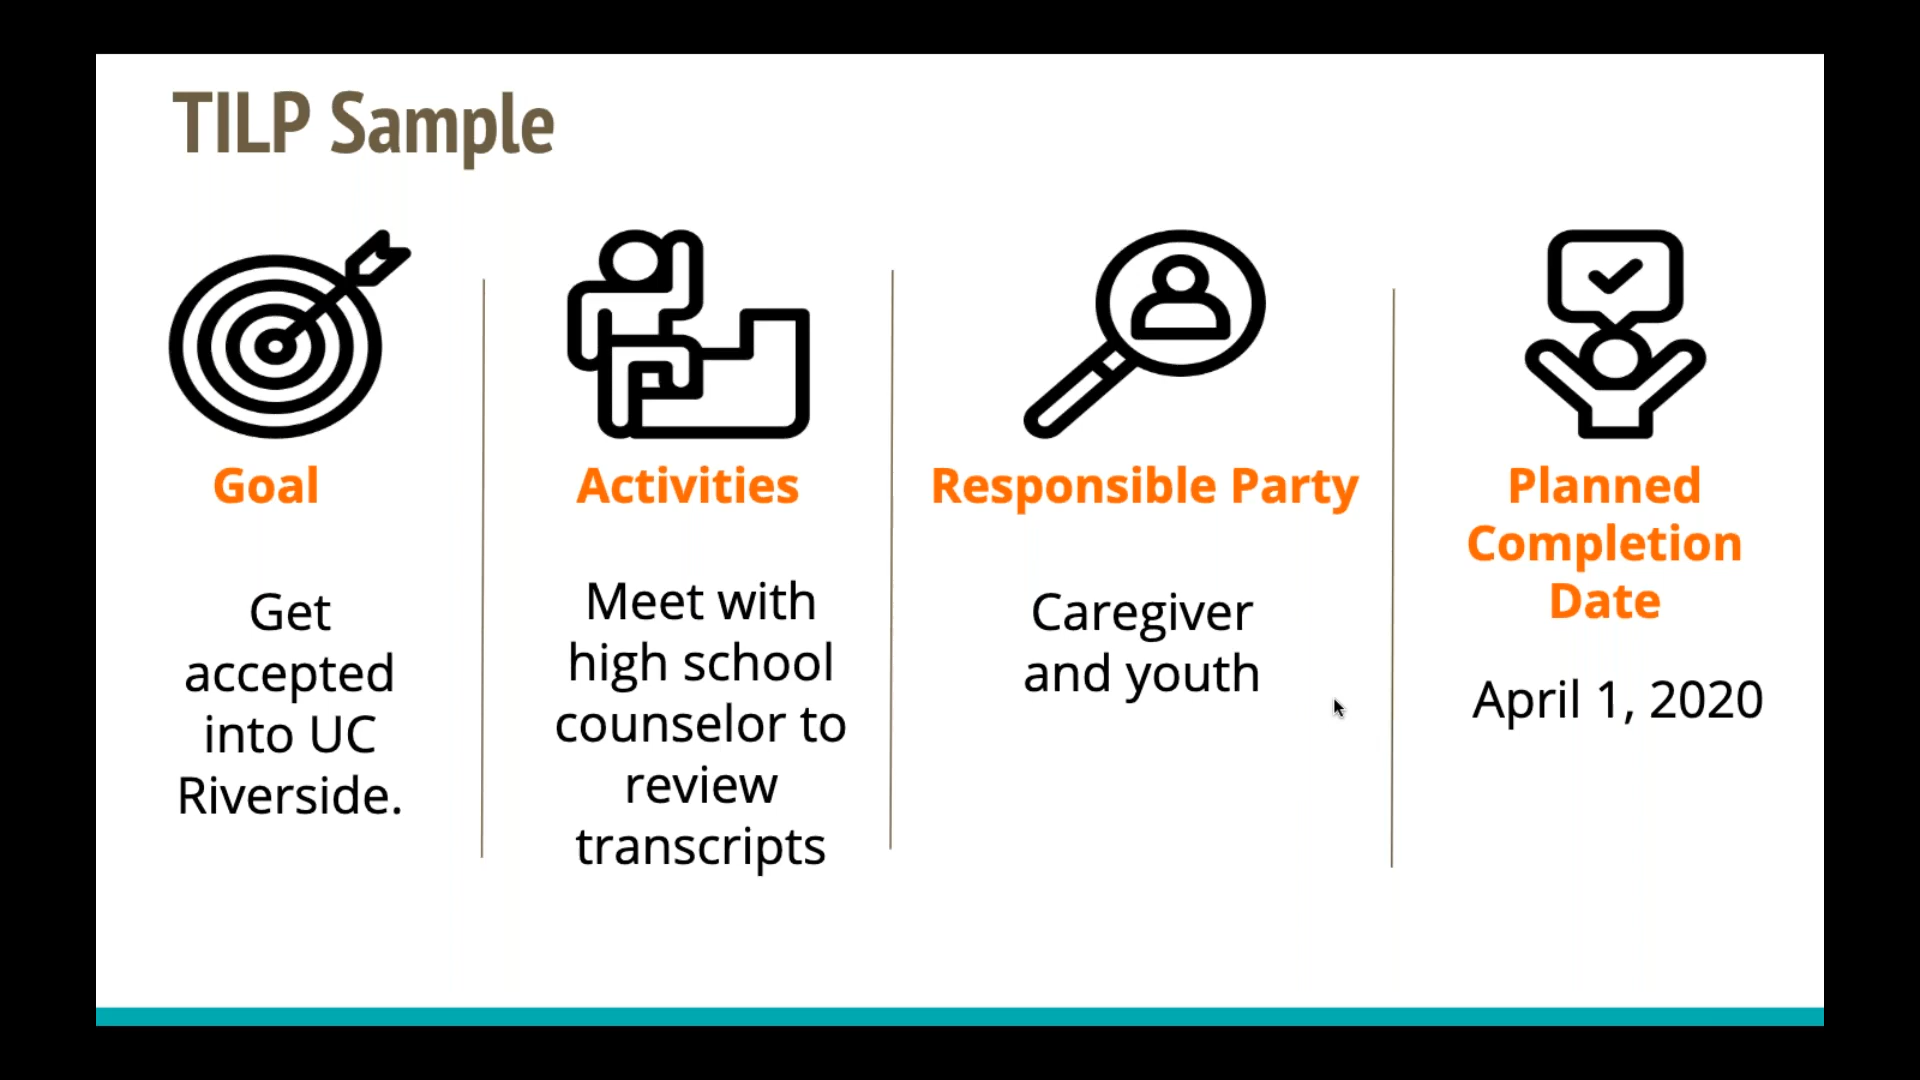 TILP Sample
Goal
Get
accepted
into UC
Riverside.
Activities
Meet with
high school
counselor to
review
transcripts
Responsible Party
Caregiver
and youth
Planned
Completion
Date
April 1, 2020